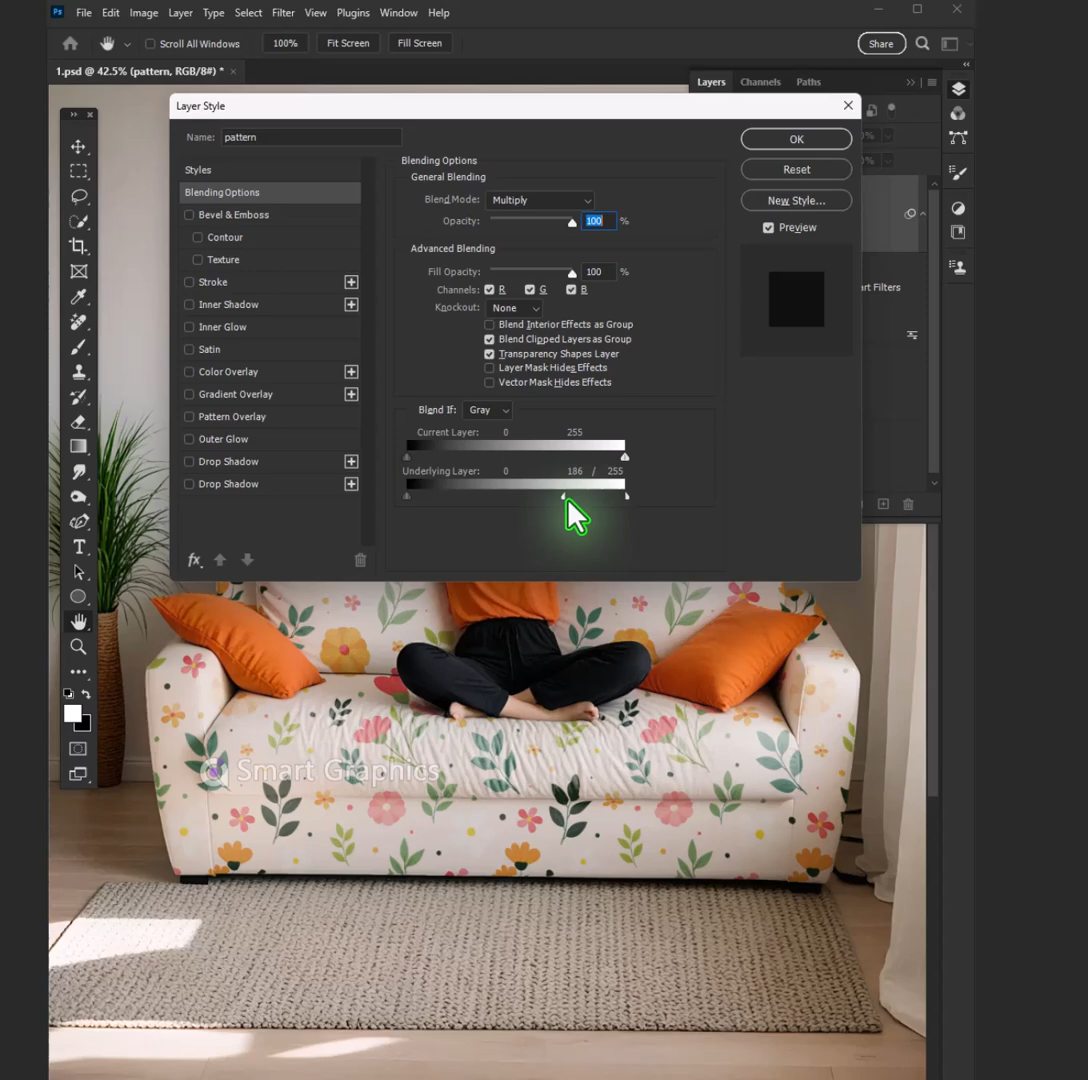 Ps File Edit Image Layer Type Select Filter View Plugins Window Help
Scroll All Windows 100% Fit Screen Fill Screen Share
1.psd @ 42.5% (pattern, RGB/8#) * ×
Layers Channels Paths
Layer Style
Name: pattern
Styles
Blending Options
Bevel & Emboss
Contour
Texture
Stroke
Inner Shadow
Inner Glow
Satin
Color Overlay
Gradient Overlay
Pattern Overlay
Outer Glow
Drop Shadow
Drop Shadow
fx
Blending Options
General Blending
Blend Mode: Multiply
Opacity: 100 %
Advanced Blending
Fill Opacity: 100 %
Channels: R G B
Knockout: None
Blend Interior Effects as Group
Blend Clipped Layers as Group
Transparency Shapes Layer
Layer Mask Hides Effects
Vector Mask Hides Effects
Blend If: Gray
Current Layer: 0 255
Underlying Layer: 0 186 / 255
OK
Reset
New Style...
Preview
art Filters
Smart Graphics